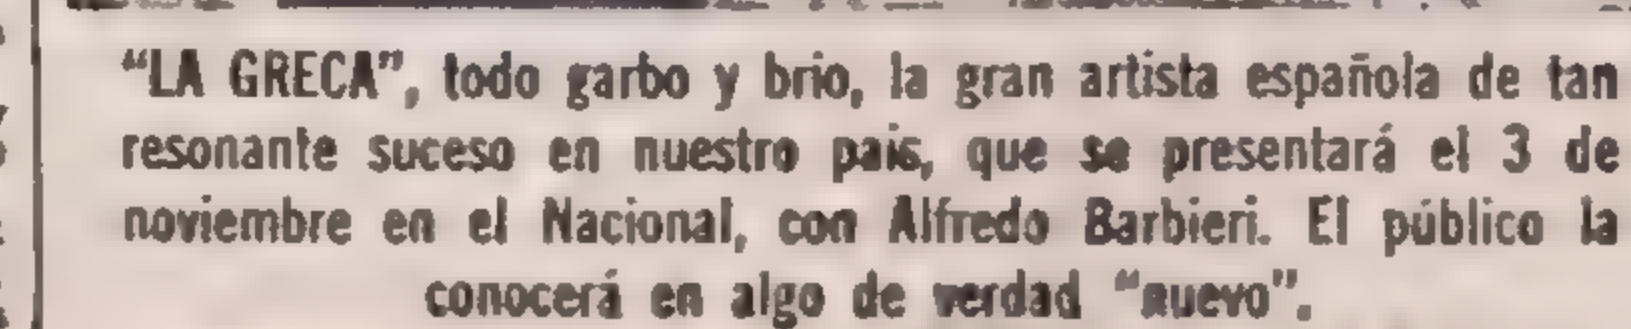 "LA GRECA", todo garbo y brio, la gran artista española de tan
resonante suceso en nuestro pais, que se presentará el 3 de
noviembre en el Nacional, con Alfredo Barbieri. El público la
conocerá en algo de verdad "nuevo".